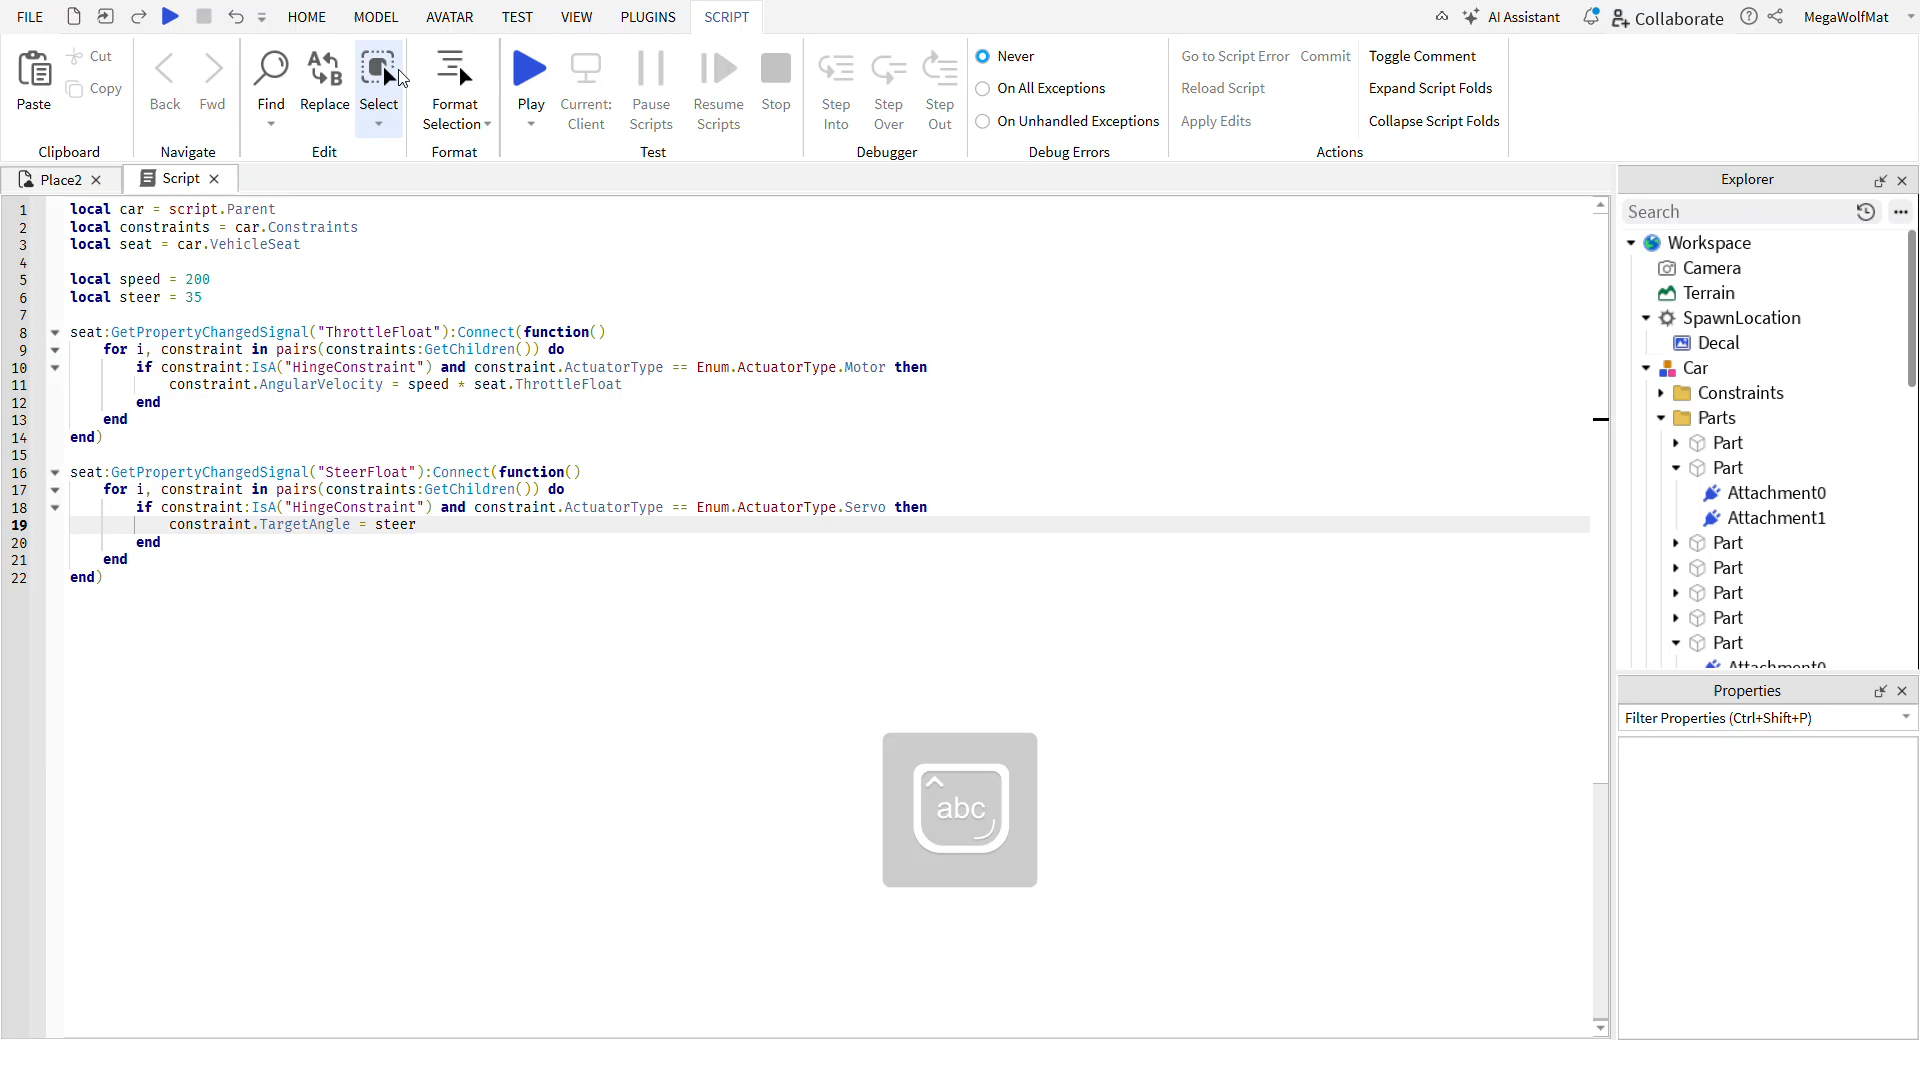 FILE HOME MODEL AVATAR TEST VIEW PLUGINS SCRIPT AI Assistant Collaborate MegaWolfMat
Paste Cut Copy
Clipboard
Back Fwd
Navigate
Find Replace Select
Edit
Format Selection
Format
Play Current: Client Pause Scripts Resume Scripts Stop
Test
Step Into Step Over Step Out
Debugger
Never
On All Exceptions
On Unhandled Exceptions
Debug Errors
Go to Script Error Commit Toggle Comment
Reload Script Expand Script Folds
Apply Edits Collapse Script Folds
Actions
Place2 Script
1 local car = script.Parent
2 local constraints = car.Constraints
3 local seat = car.VehicleSeat
4
5 local speed = 200
6 local steer = 35
7
8 seat:GetPropertyChangedSignal("ThrottleFloat"):Connect(function()
9 for i, constraint in pairs(constraints:GetChildren()) do
10 if constraint:IsA("HingeConstraint") and constraint.ActuatorType == Enum.ActuatorType.Motor then
11 constraint.AngularVelocity = speed * seat.ThrottleFloat
12 end
13 end
14 end)
15
16 seat:GetPropertyChangedSignal("SteerFloat"):Connect(function()
17 for i, constraint in pairs(constraints:GetChildren()) do
18 if constraint:IsA("HingeConstraint") and constraint.ActuatorType == Enum.ActuatorType.Servo then
19 constraint.TargetAngle = steer
20 end
21 end
22 end)
abc
Explorer
Search
Workspace
Camera
Terrain
SpawnLocation
Decal
Car
Constraints
Parts
Part
Part
Attachment0
Attachment1
Part
Part
Part
Part
Part
Attachment0
Properties
Filter Properties (Ctrl+Shift+P)